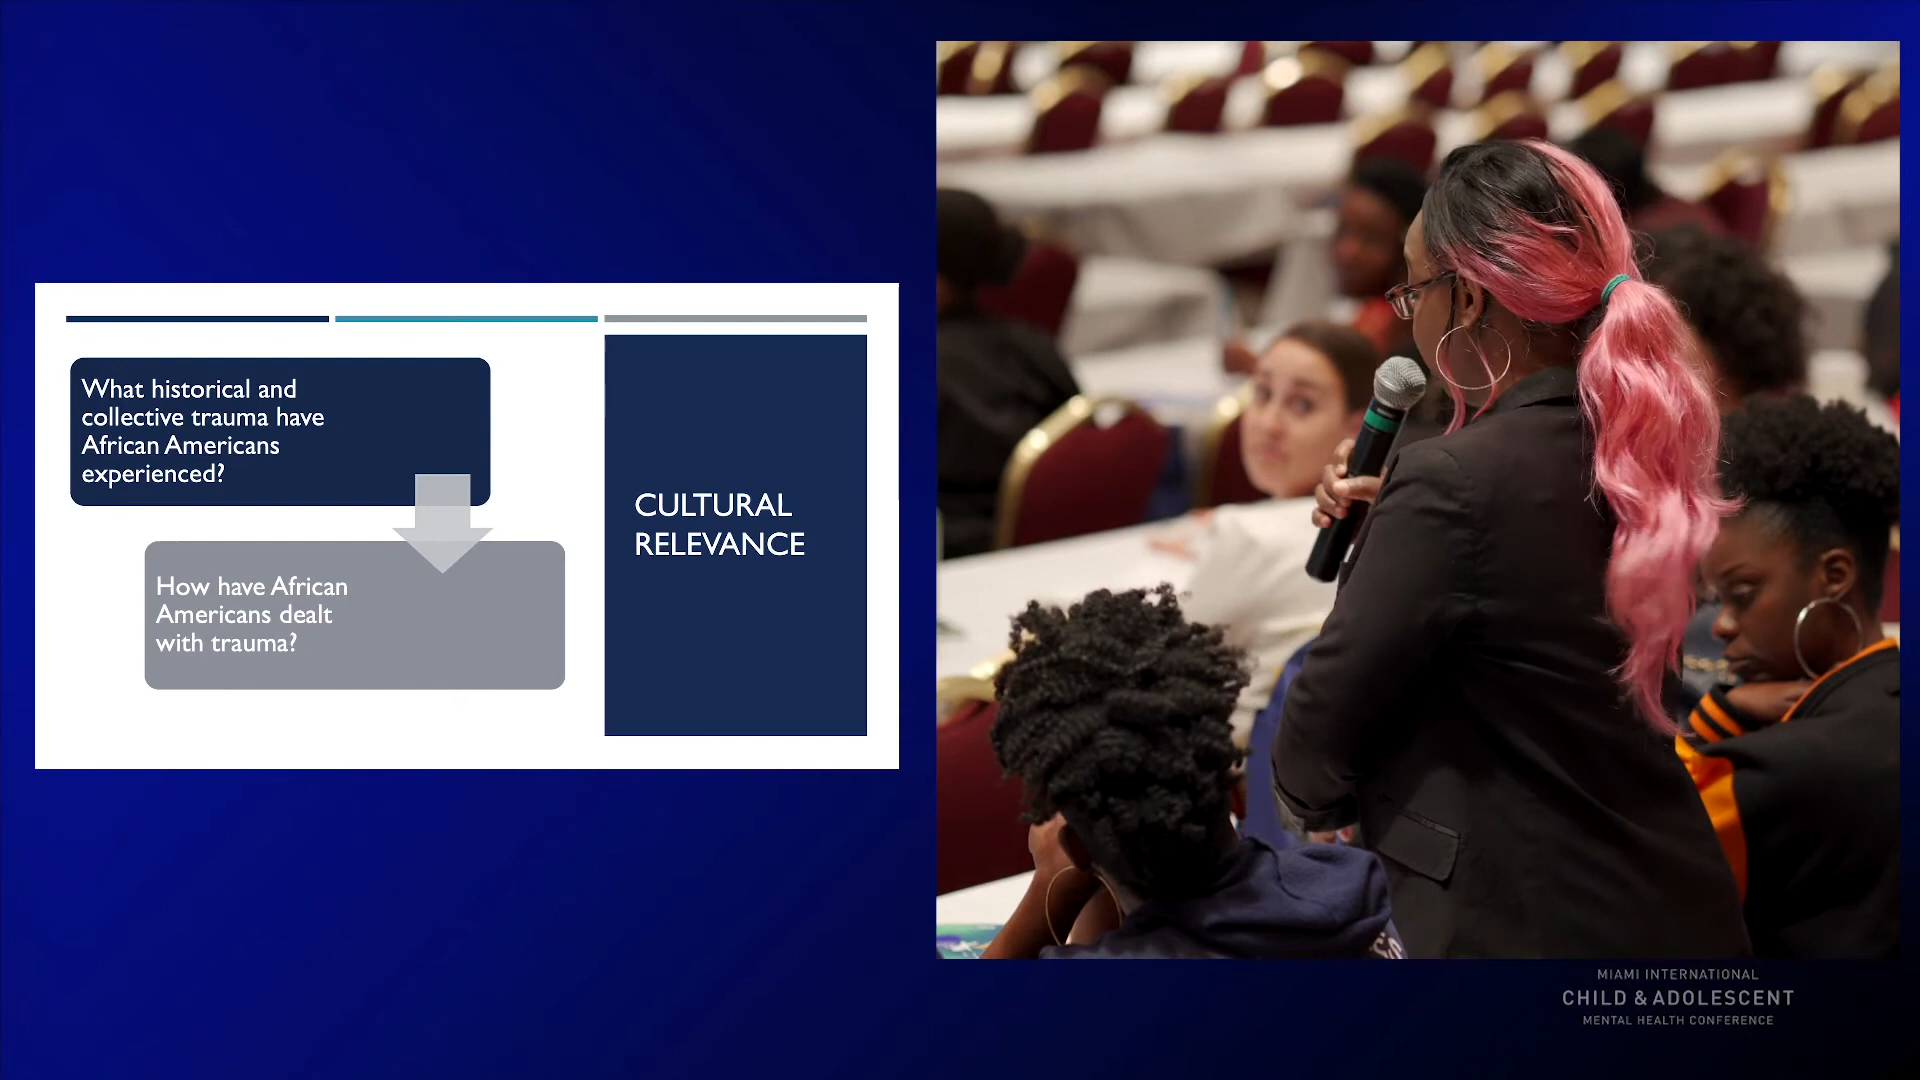 What historical and
collective trauma have
African Americans
experienced?
How have African
Americans dealt
with trauma?
CULTURAL
RELEVANCE
MIAMI INTERNATIONAL
CHILD & ADOLESCENT
MENTAL HEALTH CONFERENCE